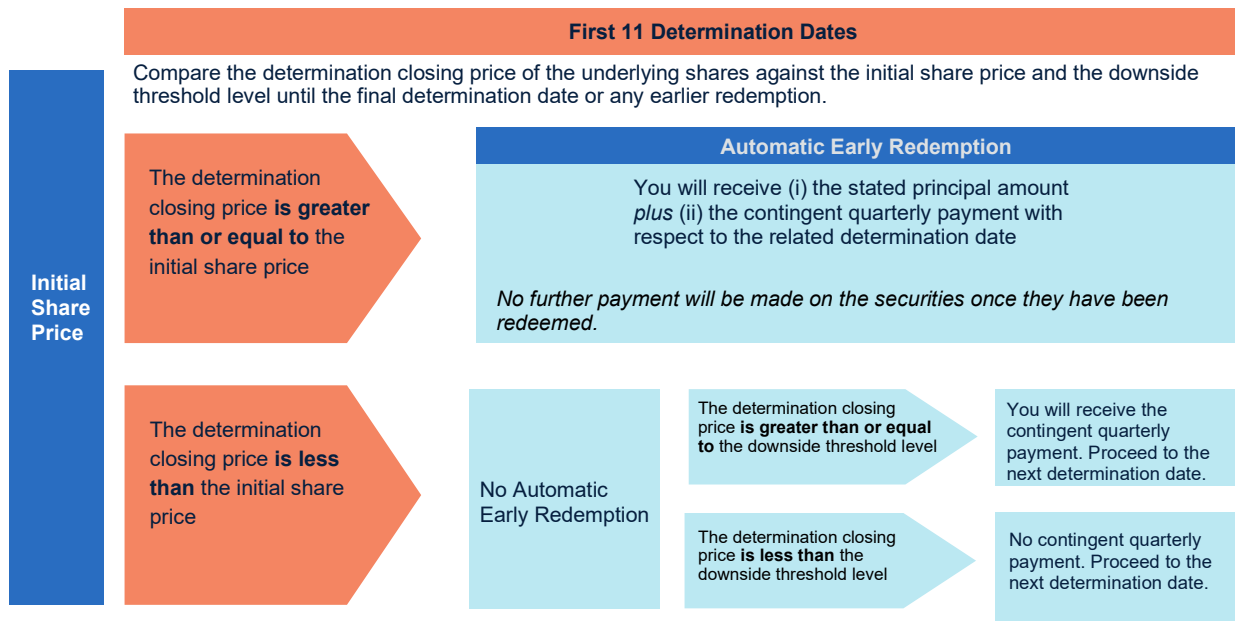 First 11 Determination Dates
Compare the determination closing price of the underlying shares against the initial share price and the downside
threshold level until the final determination date or any earlier redemption.
Initial
Share
Price
The determination
closing price is greater
than or equal to the
initial share price
Automatic Early Redemption
You will receive (i) the stated principal amount
plus (ii) the contingent quarterly payment with
respect to the related determination date
No further payment will be made on the securities once they have been
redeemed.
The determination
closing price is less
than the initial share
price
No Automatic
Early Redemption
The determination closing
price is greater than or equal
to the downside threshold level
You will receive the
contingent quarterly
payment. Proceed to the
next determination date.
The determination closing
price is less than the
downside threshold level
No contingent quarterly
payment. Proceed to the
next determination date.